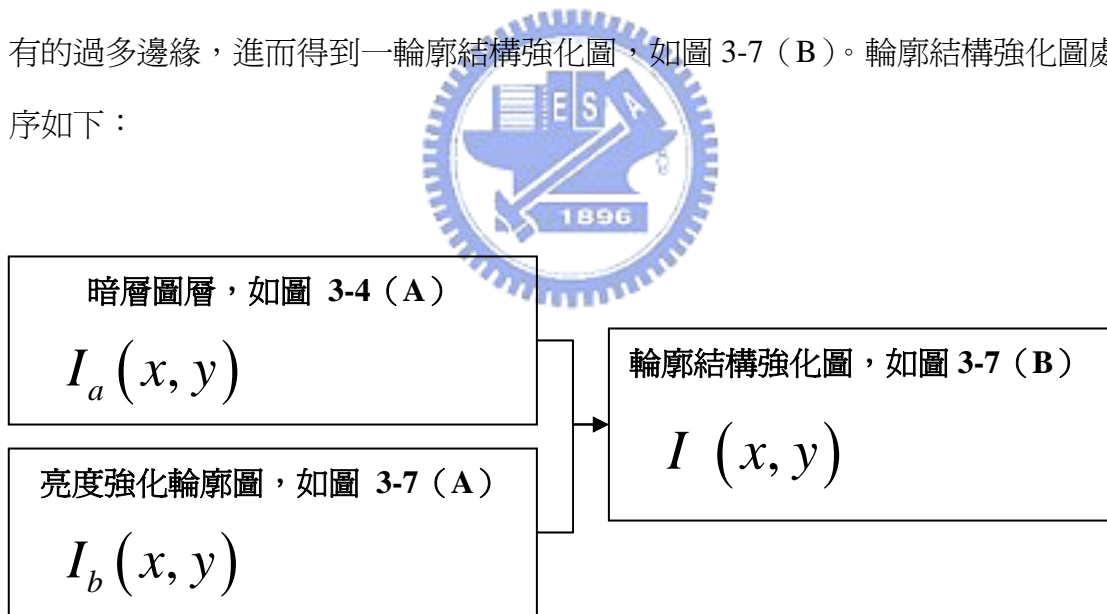 有的過多邊緣，進而得到一輪廓結構強化圖，如圖 3-7（B）。輪廓結構強化圖處
序如下：
E S A
1896
暗層圖層，如圖 3-4（A）
I_a (x, y)
亮度強化輪廓圖，如圖 3-7（A）
I_b (x, y)
輪廓結構強化圖，如圖 3-7（B）
I (x, y)